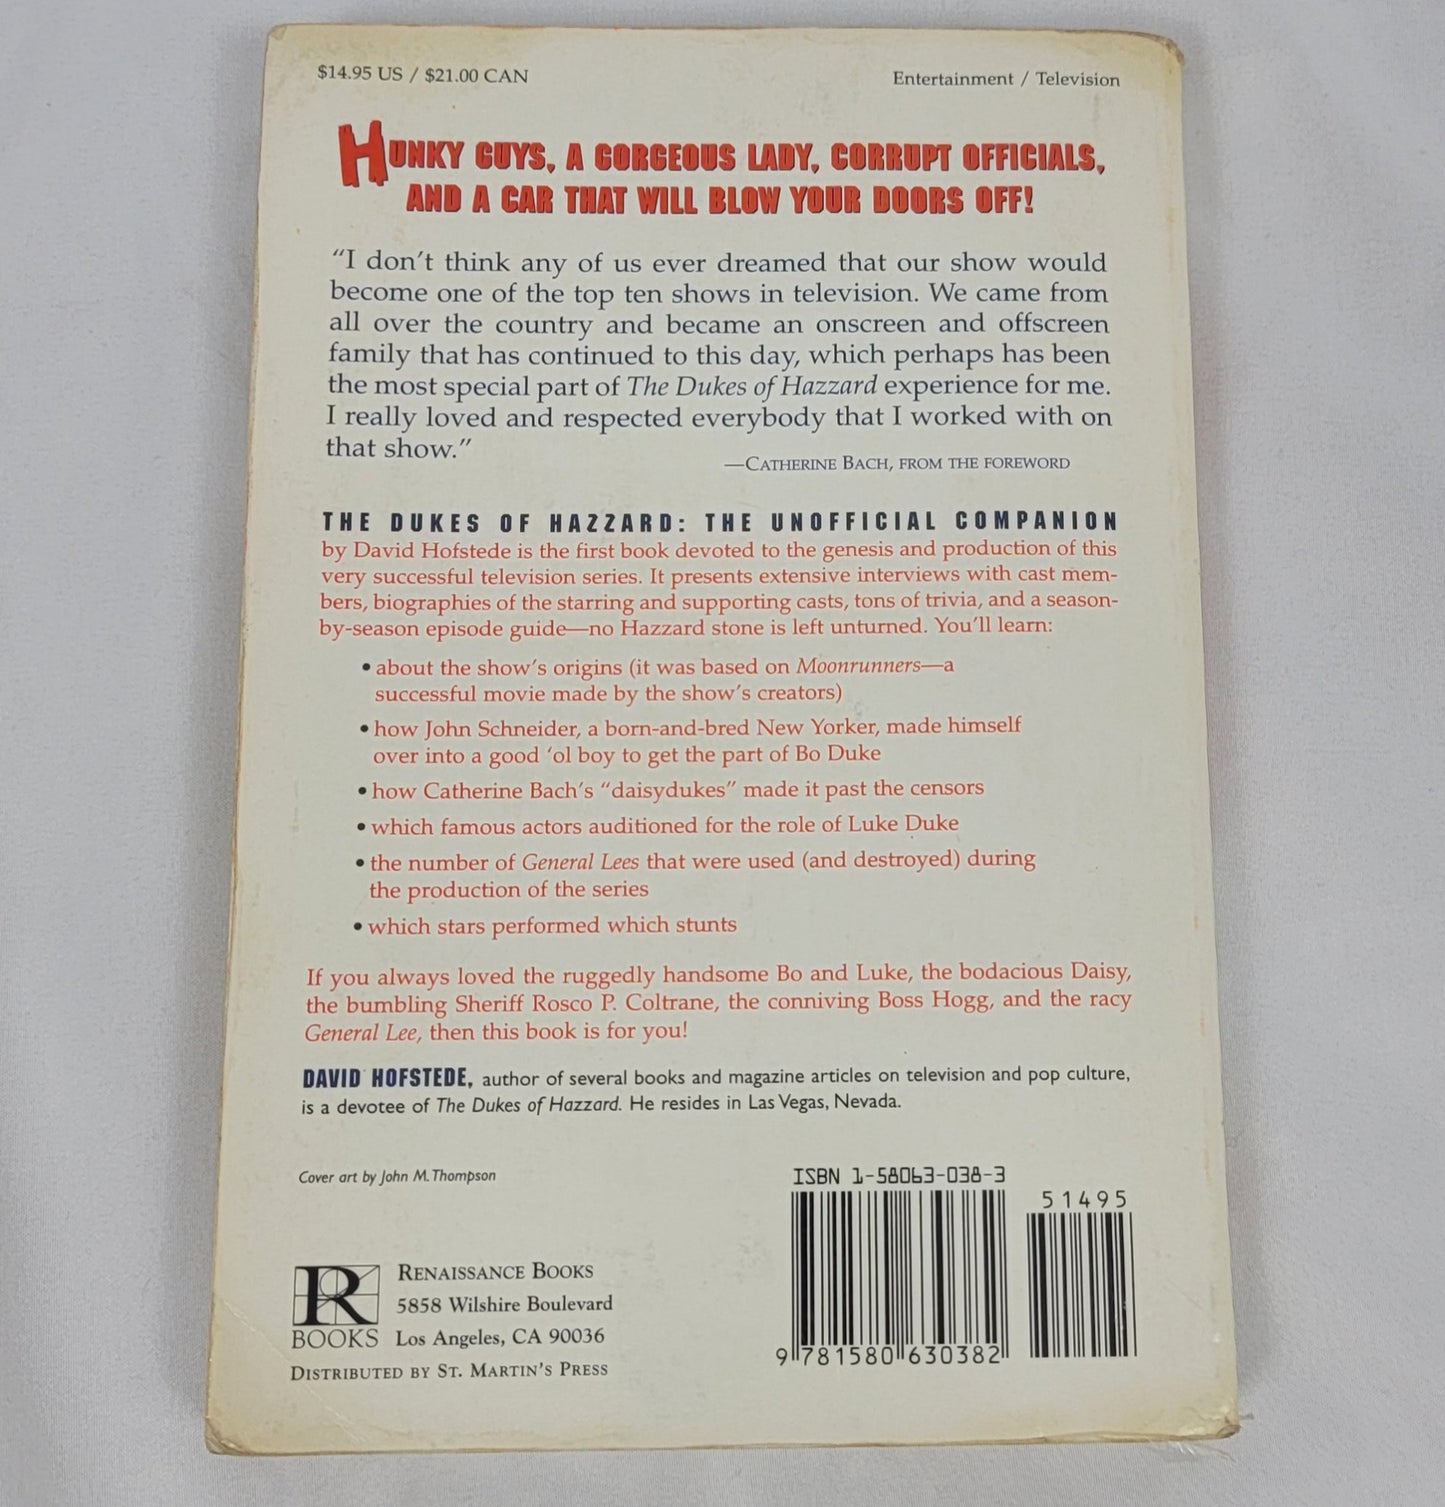 $14.95 US / $21.00 CAN
Entertainment / Television
HUNKY GUYS, A GORGEOUS LADY, CORRUPT OFFICIALS,
AND A CAR THAT WILL BLOW YOUR DOORS OFF!
“I don’t think any of us ever dreamed that our show would
become one of the top ten shows in television. We came from
all over the country and became an onscreen and offscreen
family that has continued to this day, which perhaps has been
the most special part of The Dukes of Hazzard experience for me.
I really loved and respected everybody that I worked with on
that show.”
—CATHERINE BACH, FROM THE FOREWORD
THE DUKES OF HAZZARD: THE UNOFFICIAL COMPANION
by David Hofstede is the first book devoted to the genesis and production of this
very successful television series. It presents extensive interviews with cast mem-
bers, biographies of the starring and supporting casts, tons of trivia, and a season-
by-season episode guide—no Hazzard stone is left unturned. You’ll learn:
• about the show’s origins (it was based on Moonrunners—a
successful movie made by the show’s creators)
• how John Schneider, a born-and-bred New Yorker, made himself
over into a good ‘ol boy to get the part of Bo Duke
• how Catherine Bach’s “daisydukes” made it past the censors
• which famous actors auditioned for the role of Luke Duke
• the number of General Lees that were used (and destroyed) during
the production of the series
• which stars performed which stunts
If you always loved the ruggedly handsome Bo and Luke, the bodacious Daisy,
the bumbling Sheriff Rosco P. Coltrane, the conniving Boss Hogg, and the racy
General Lee, then this book is for you!
DAVID HOFSTEDE, author of several books and magazine articles on television and pop culture,
is a devotee of The Dukes of Hazzard. He resides in Las Vegas, Nevada.
Cover art by John M. Thompson
ISBN 1-58063-038-3
51495
9 781580 630382
R
BOOKS
RENAISSANCE BOOKS
5858 Wilshire Boulevard
Los Angeles, CA 90036
DISTRIBUTED BY ST. MARTIN’S PRESS